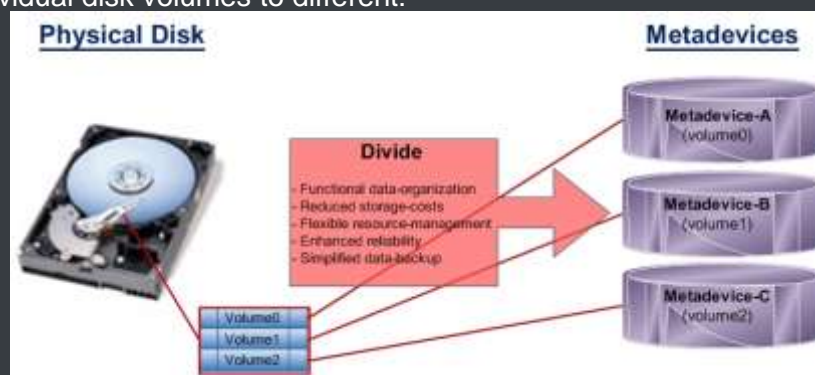 vidual disk volumes to different.
Physical Disk
Metadevices
Divide
- Functional data-organization
- Reduced storage-costs
- Flexible resource-management
- Enhanced reliability
- Simplified data-backup
Metadevice-A
(volume0)
Metadevice-B
(volume1)
Metadevice-C
(volume2)
Volume0
Volume1
Volume2